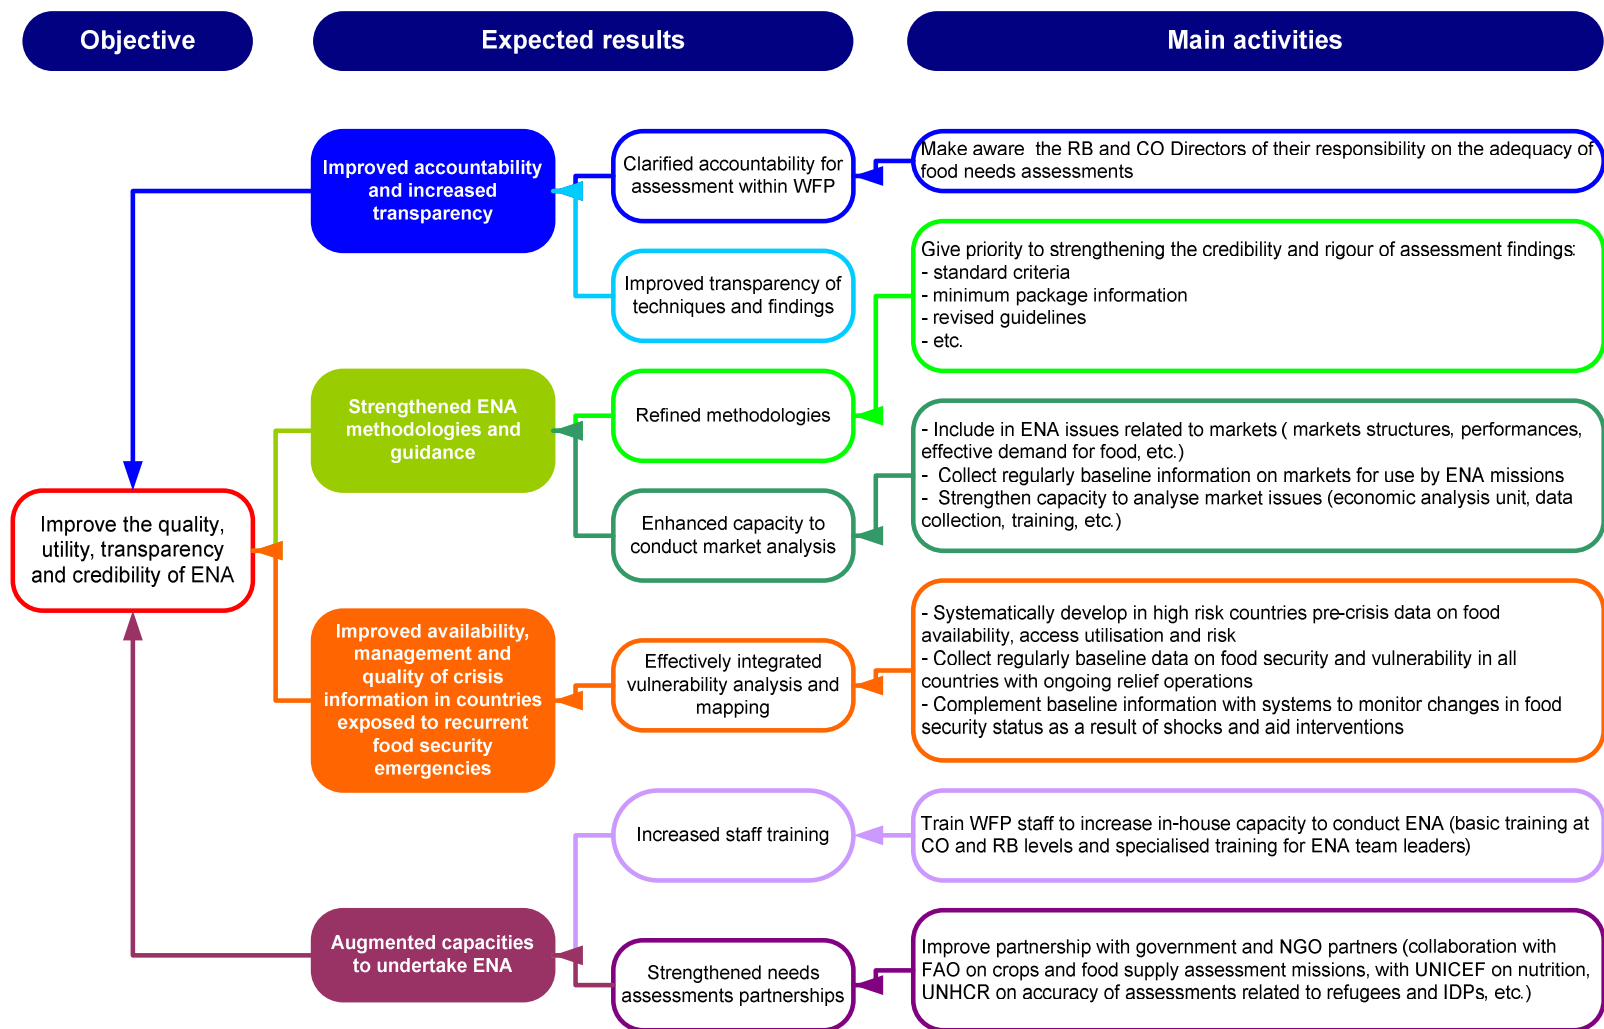 Objective
Expected results
Main activities
Improved accountability
and increased
transparency
Clarified accountability for
assessment within WFP
Make aware  the RB and CO Directors of their responsibility on the adequacy of
food needs assessments
Improved transparency of
techniques and findings
Give priority to strengthening the credibility and rigour of assessment findings:
- standard criteria
- minimum package information
- revised guidelines
- etc.
Strengthened ENA
methodologies and
guidance
Refined methodologies
Enhanced capacity to
conduct market analysis
- Include in ENA issues related to markets ( markets structures, performances,
effective demand for food, etc.)
-  Collect regularly baseline information on markets for use by ENA missions
-  Strengthen capacity to analyse market issues (economic analysis unit, data
collection, training, etc.)
Improve the quality,
utility, transparency
and credibility of ENA
Improved availability,
management and
quality of crisis
information in countries
exposed to recurrent
food security
emergencies
Effectively integrated
vulnerability analysis and
mapping
- Systematically develop in high risk countries pre-crisis data on food
availability, access utilisation and risk
- Collect regularly baseline data on food security and vulnerability in all
countries with ongoing relief operations
- Complement baseline information with systems to monitor changes in food
security status as a result of shocks and aid interventions
Increased staff training
Train WFP staff to increase in-house capacity to conduct ENA (basic training at
CO and RB levels and specialised training for ENA team leaders)
Augmented capacities
to undertake ENA
Strengthened needs
assessments partnerships
Improve partnership with government and NGO partners (collaboration with
FAO on crops and food supply assessment missions, with UNICEF on nutrition,
UNHCR on accuracy of assessments related to refugees and IDPs, etc.)